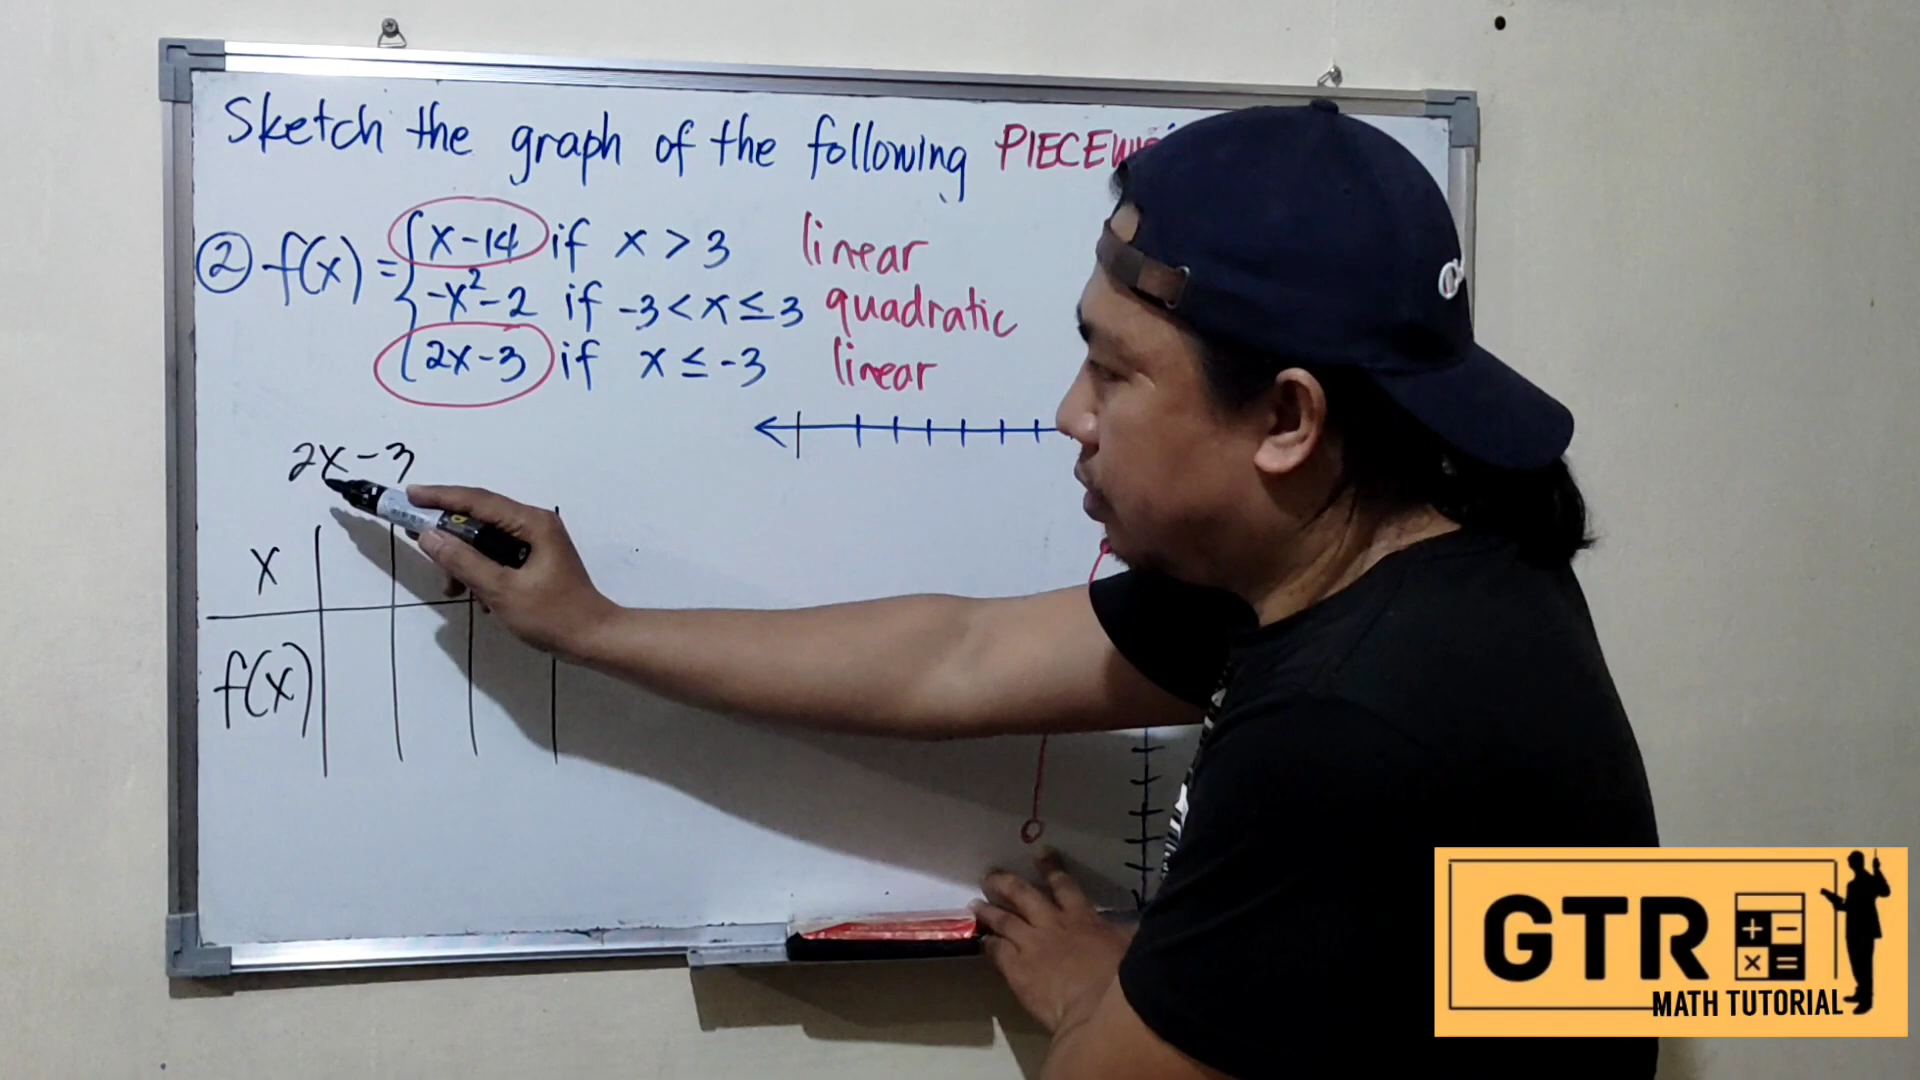 Sketch the graph of the following
② f(x) = { x-14 if x > 3 linear
-x²-2 if -3 < x ≤ 3 quadratic
2x-3 if x ≤ -3 linear
2x-3
x
f(x)
GTR
+ -
× =
MATH TUTORIAL